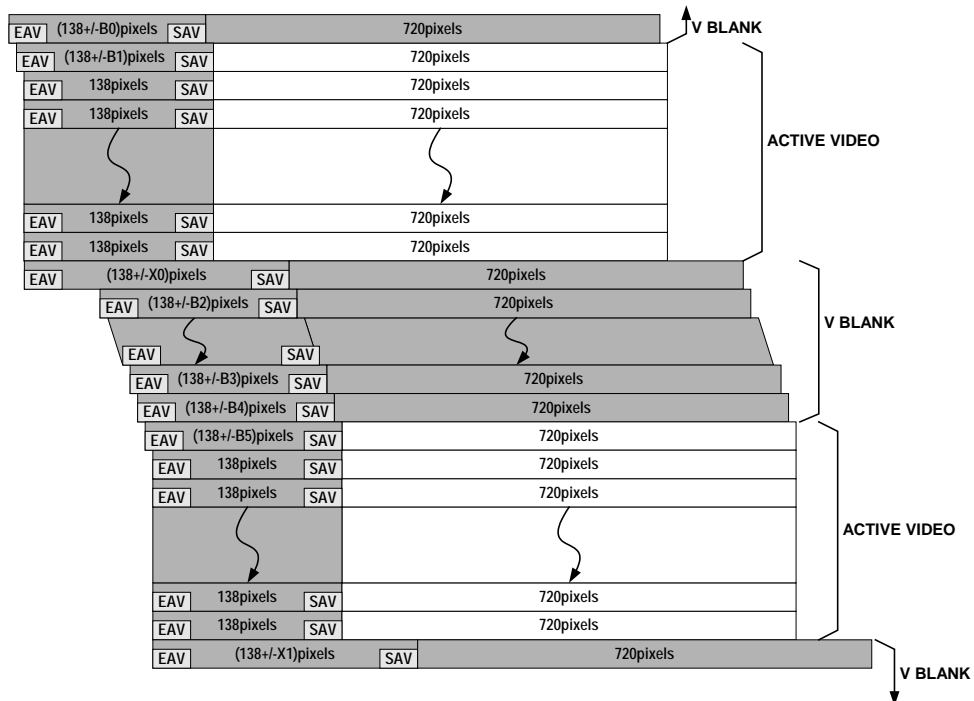 EAV (138+/-B0)pixels SAV 720pixels V BLANK
EAV (138+/-B1)pixels SAV 720pixels
EAV 138pixels SAV 720pixels
EAV 138pixels SAV 720pixels
ACTIVE VIDEO
EAV 138pixels SAV 720pixels
EAV 138pixels SAV 720pixels
EAV (138+/-X0)pixels SAV 720pixels
EAV (138+/-B2)pixels SAV 720pixels
V BLANK
EAV SAV
EAV (138+/-B3)pixels SAV 720pixels
EAV (138+/-B4)pixels SAV 720pixels
EAV (138+/-B5)pixels SAV 720pixels
EAV 138pixels SAV 720pixels
EAV 138pixels SAV 720pixels
ACTIVE VIDEO
EAV 138pixels SAV 720pixels
EAV 138pixels SAV 720pixels
EAV (138+/-X1)pixels SAV 720pixels
V BLANK